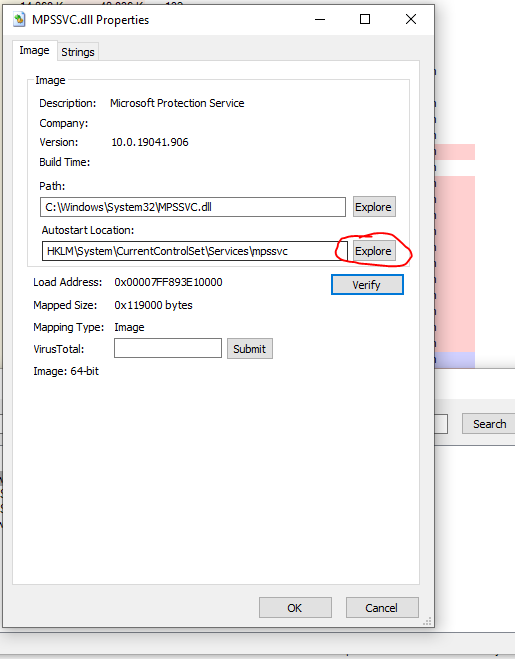 MPSSVC.dll Properties
Image Strings
Image
Description: Microsoft Protection Service
Company:
Version: 10.0.19041.906
Build Time:
Path:
C:\Windows\System32\MPSSVC.dll Explore
Autostart Location:
HKLM\System\CurrentControlSet\Services\mpssvc Explore
Load Address: 0x00007FF893E10000 Verify
Mapped Size: 0x119000 bytes
Mapping Type: Image
VirusTotal: Submit
Image: 64-bit
Search
OK Cancel